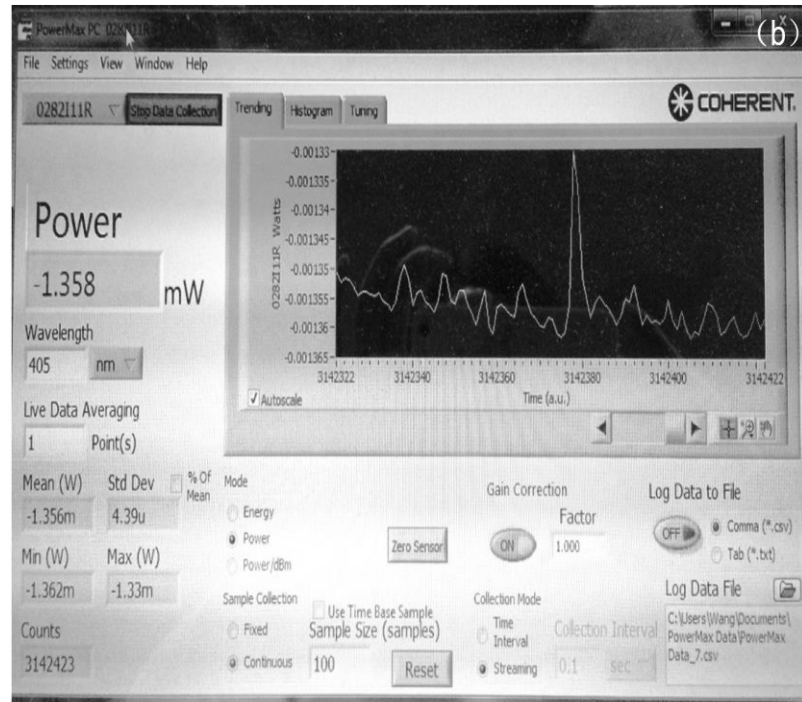 PowerMax PC 0282I11R
(b)
File Settings View Window Help
0282I11R Stop Data Collection
Trending Histogram Tuning
COHERENT.
Power
-1.358 mW
Wavelength
405 nm
Live Data Averaging
1 Point(s)
0282I11R Watts
-0.00133
-0.001335
-0.00134
-0.001345
-0.00135
-0.001355
-0.00136
-0.001365
3142322 3142340 3142360 3142380 3142400 3142422
Autoscale
Time (a.u.)
Mean (W) Std Dev % Of Mean
-1.356m 4.39u
Min (W) Max (W)
-1.362m -1.33m
Counts
3142423
Mode
Energy
Power
Power/dBm
Zero Sensor
Gain Correction
ON
Factor
1.000
Log Data to File
OFF
Comma (*.csv)
Tab (*.txt)
Sample Collection
Fixed
Continuous
Use Time Base Sample
Sample Size (samples)
100
Reset
Collection Mode
Time
Interval
Streaming
Collection Interval
0.1 sec
Log Data File
C:\Users\Wang\Documents\
PowerMax Data\PowerMax
Data_7.csv